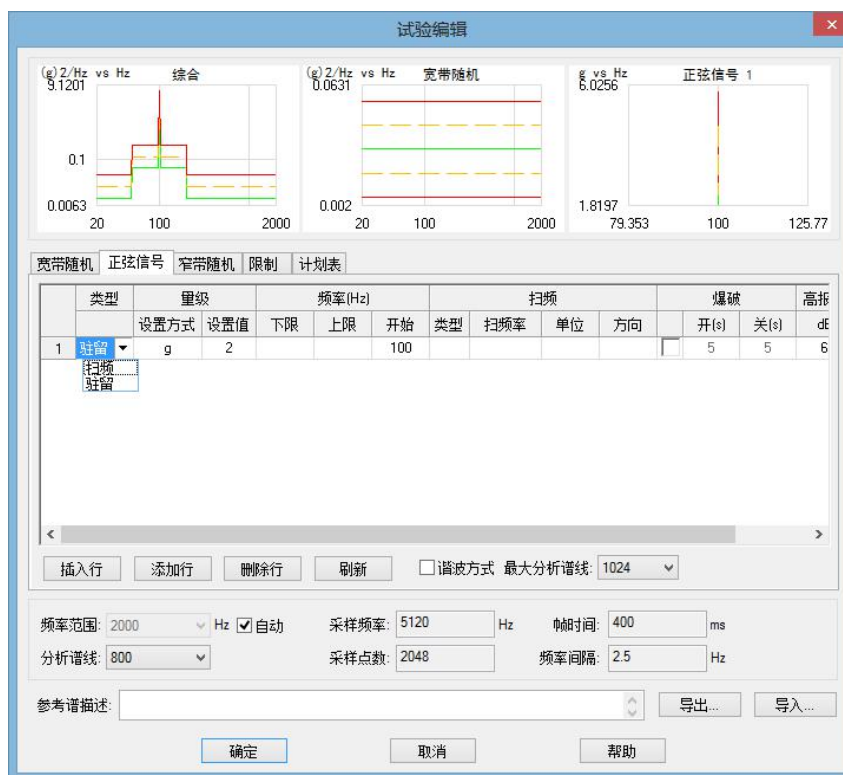 试验编辑
×
(g)2/Hz vs Hz 综合
9.1201
0.1
0.0063
20 100 2000
(g)2/Hz vs Hz 宽带随机
0.0631
0.002
20 100 2000
g vs Hz 正弦信号 1
6.0256
1.8197
79.353 100 125.77
宽带随机 正弦信号 窄带随机 限制 计划表
类型 量级 频率(Hz) 扫频 爆破 高报
设置方式 设置值 下限 上限 开始 类型 扫频率 单位 方向 开(s) 关(s) dB
1 驻留 g 2 100 5 5 6
扫频
驻留
插入行 添加行 删除行 刷新 谐波方式 最大分析谱线: 1024
频率范围: 2000 Hz 自动 采样频率: 5120 Hz 帧时间: 400 ms
分析谱线: 800 采样点数: 2048 频率间隔: 2.5 Hz
参考谱描述: 导出... 导入...
确定 取消 帮助